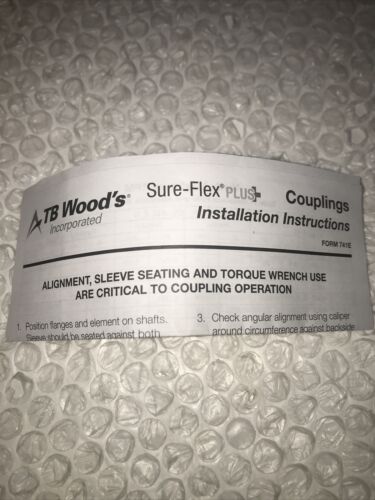 TB Wood's®
Incorporated
Sure-Flex® PLUS+ Couplings
Installation Instructions
FORM 741E
ALIGNMENT, SLEEVE SEATING AND TORQUE WRENCH USE
ARE CRITICAL TO COUPLING OPERATION
1. Position flanges and element on shafts.
Sleeve should be seated against both
3. Check angular alignment using caliper
around circumference against backside